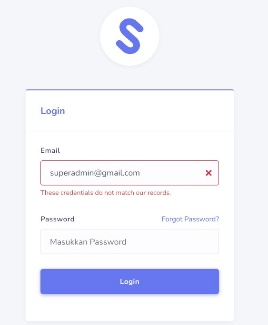 Login
Email
superadmin@gmail.com
These credentials do not match our records.
Password Forgot Password?
Masukkan Password
Login